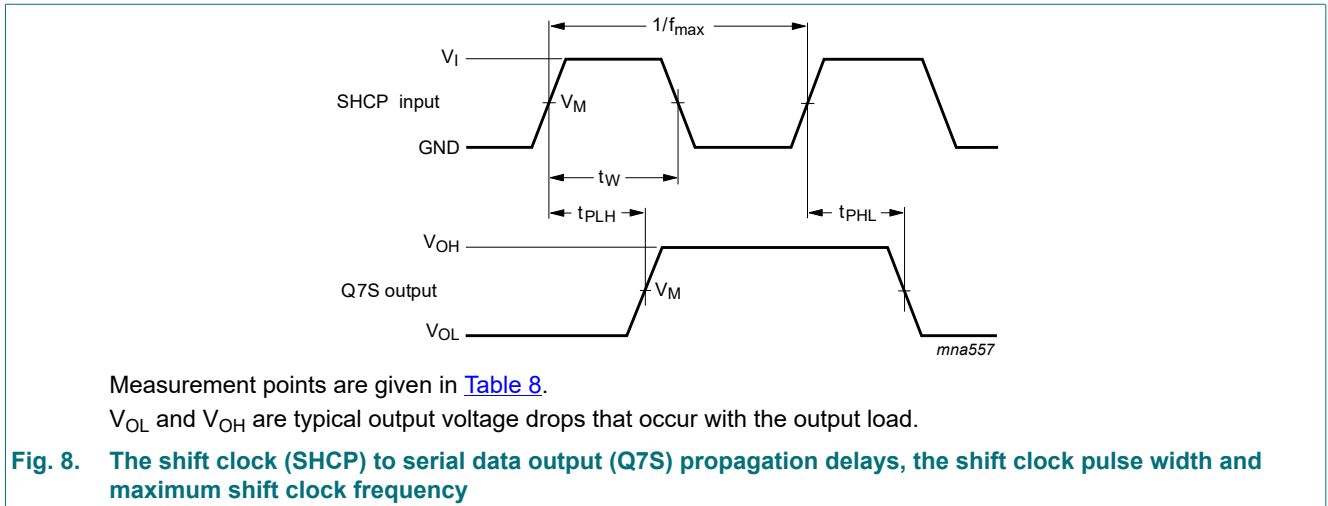 1/fmax
VI
SHCP input
VM
GND
tW
tPLH
tPHL
VOH
Q7S output
VM
VOL
mna557
Measurement points are given in Table 8.
VOL and VOH are typical output voltage drops that occur with the output load.
Fig. 8. The shift clock (SHCP) to serial data output (Q7S) propagation delays, the shift clock pulse width and
maximum shift clock frequency